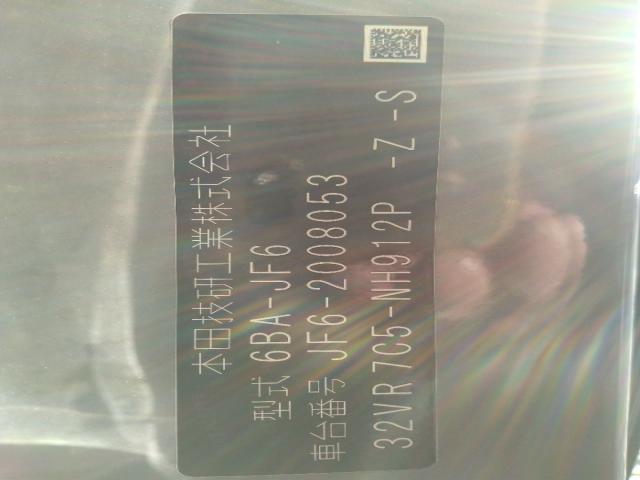 本田技研工業株式会社
型式 6BA-JF6
車台番号 JF6-2008053
32VR 7C5-NH912P -Z -S